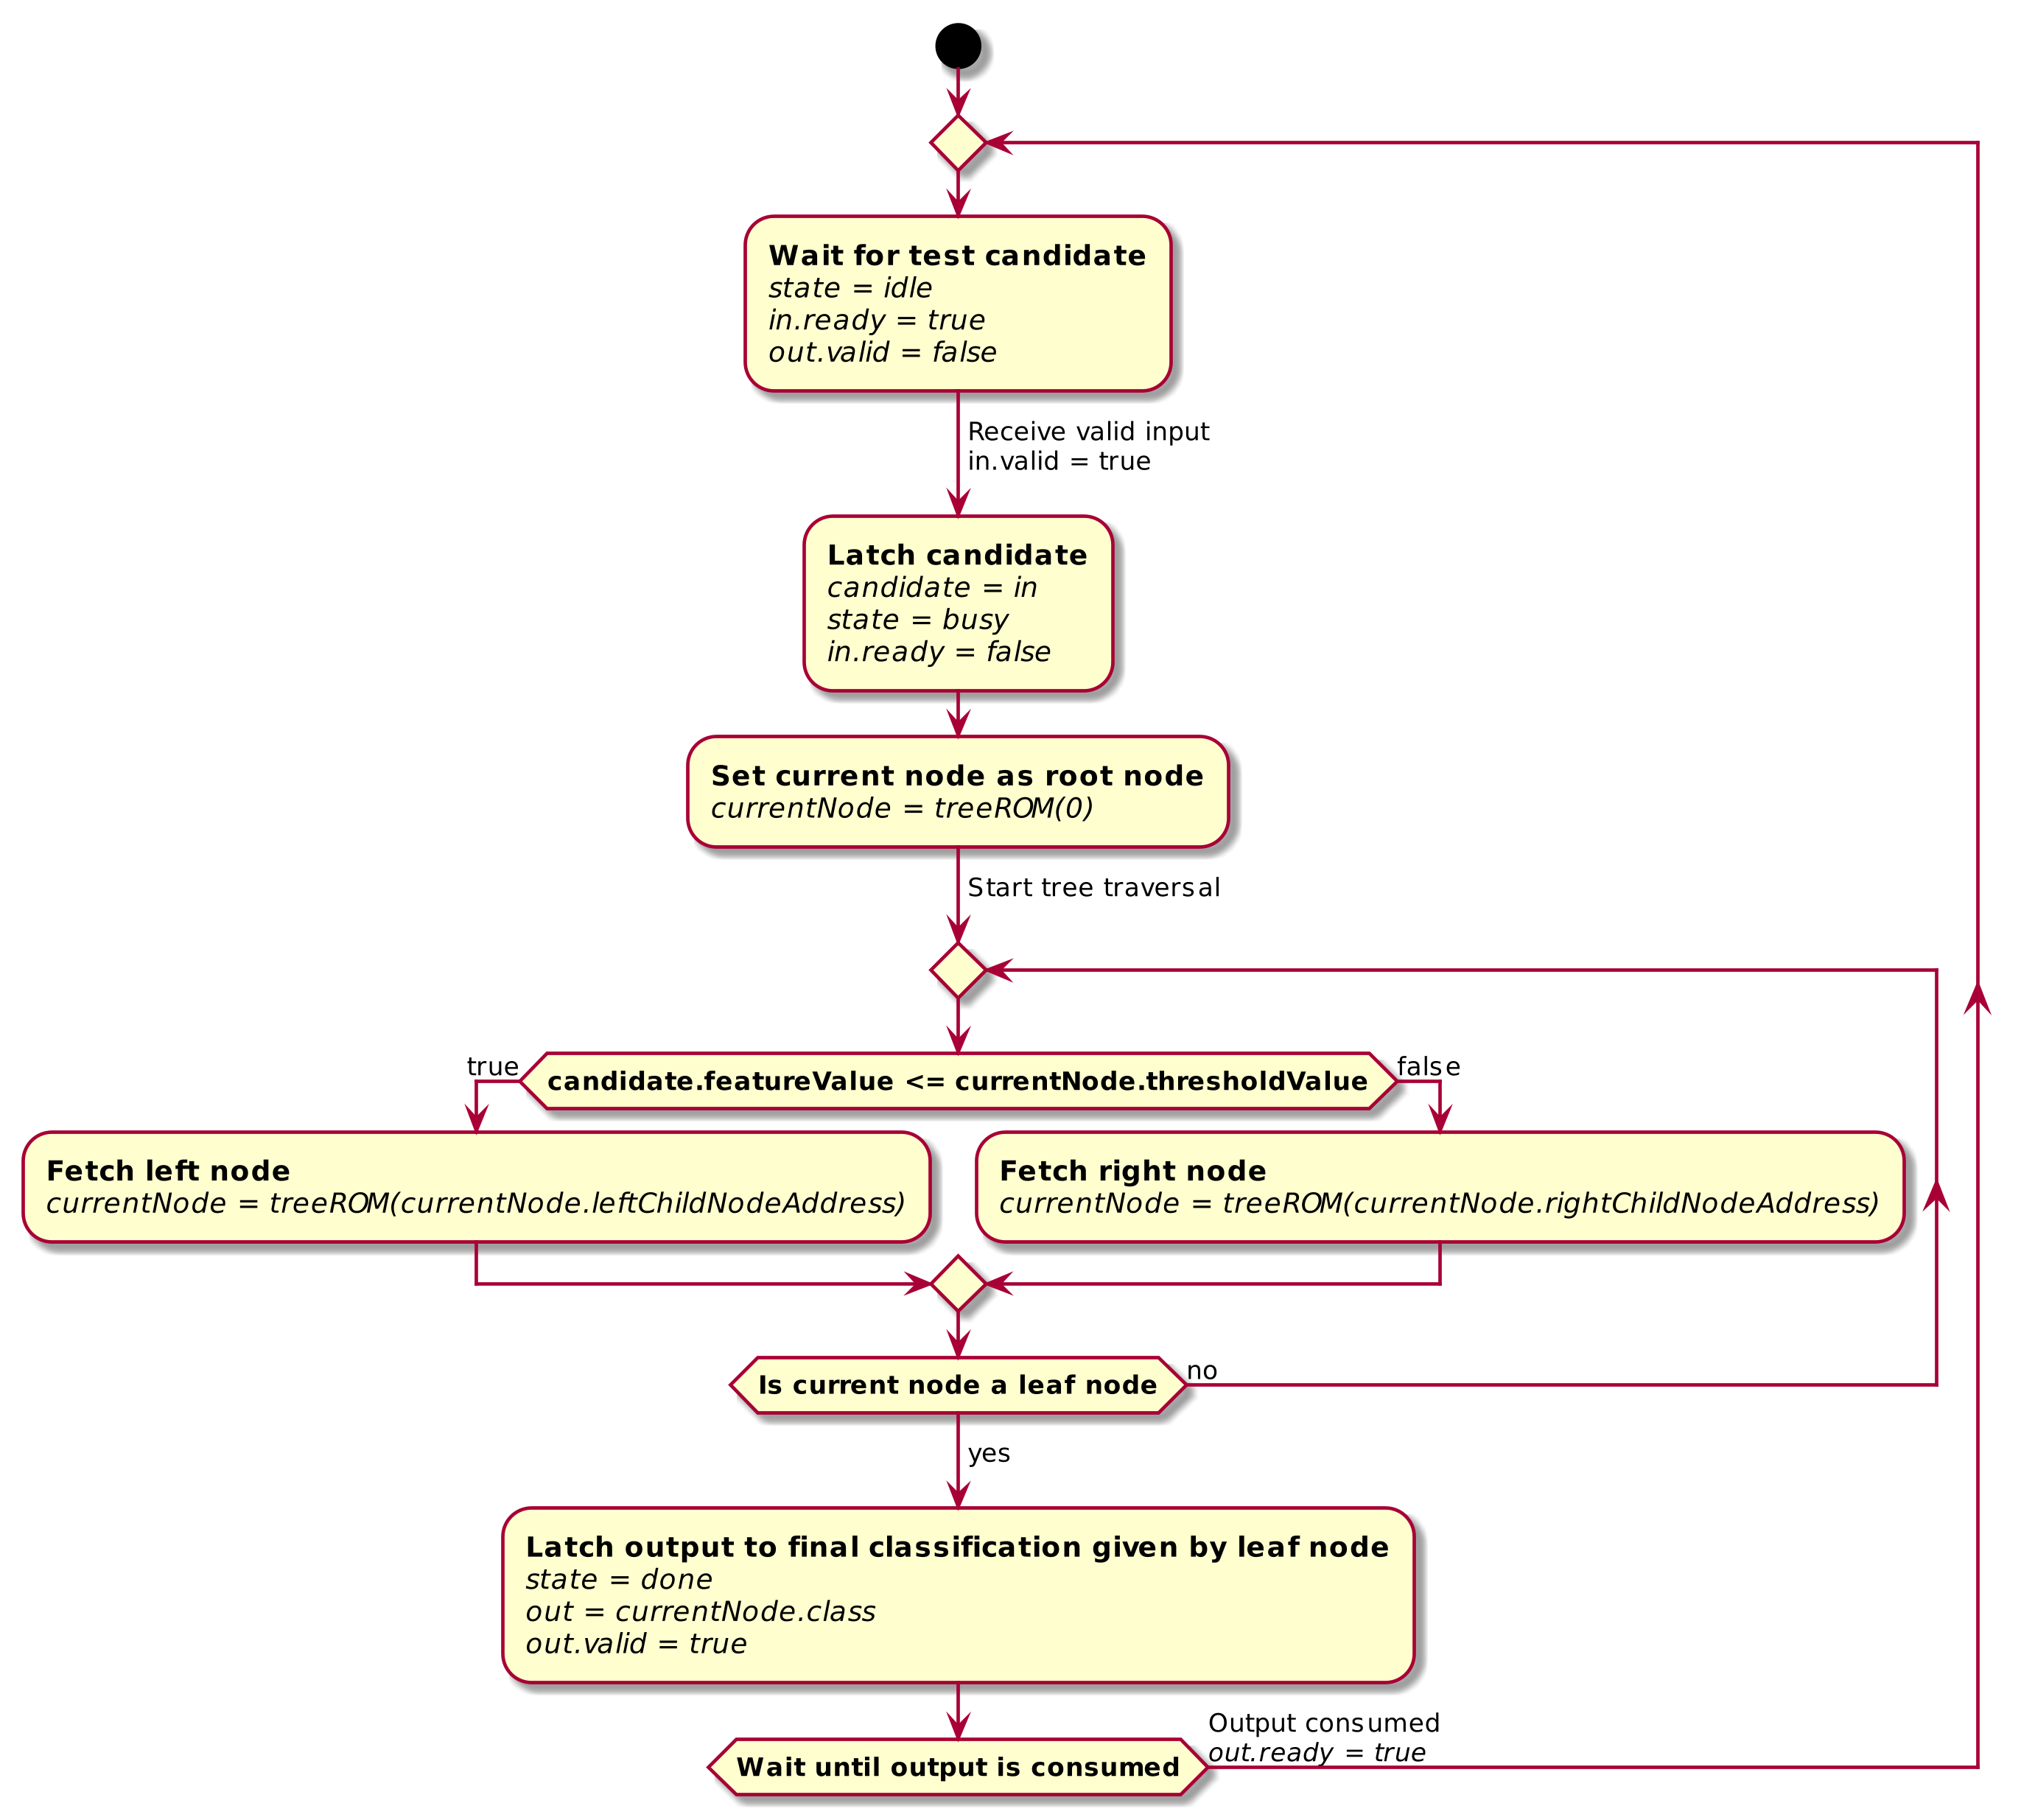 Wait for test candidate
state = idle
in.ready = true
out.valid = false
Receive valid input
in.valid = true
Latch candidate
candidate = in
state = busy
in.ready = false
Set current node as root node
currentNode = treeROM(0)
Start tree traversal
true
candidate.featureValue <= currentNode.thresholdValue
false
Fetch left node
currentNode = treeROM(currentNode.leftChildNodeAddress)
Fetch right node
currentNode = treeROM(currentNode.rightChildNodeAddress)
Is current node a leaf node
no
yes
Latch output to final classification given by leaf node
state = done
out = currentNode.class
out.valid = true
Output consumed
out.ready = true
Wait until output is consumed